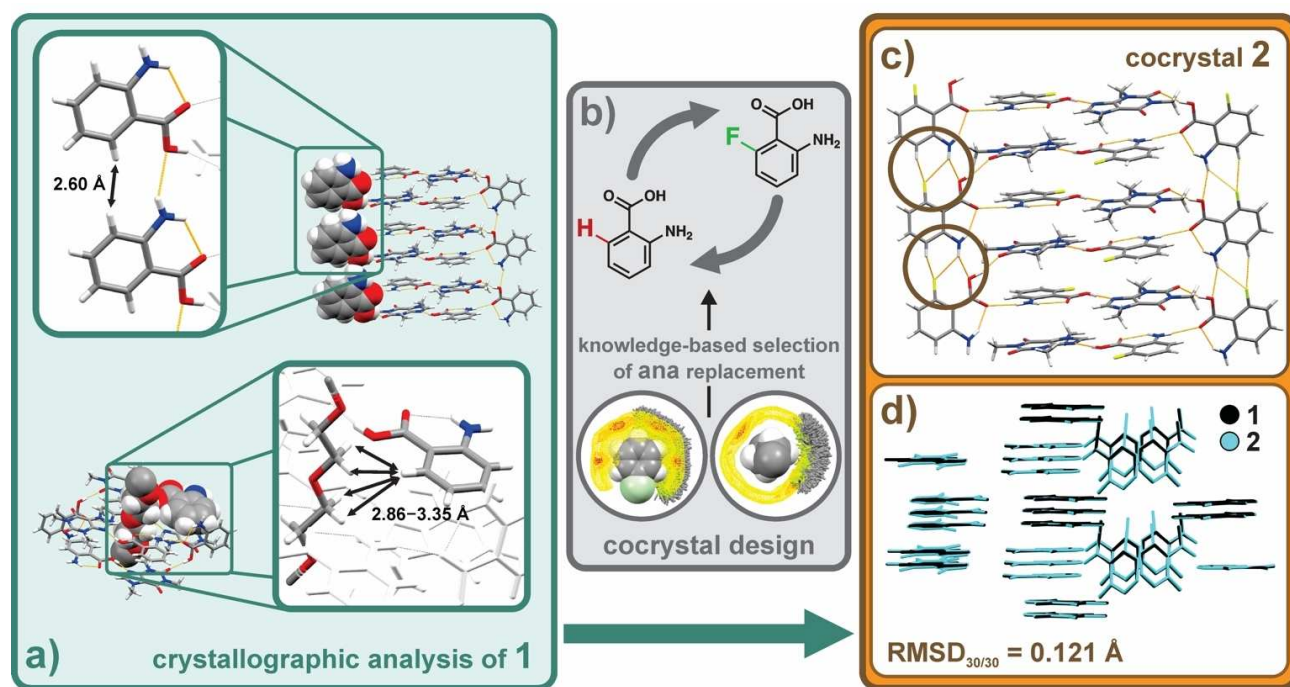 2.60 Å
2.86–3.35 Å
a) crystallographic analysis of 1
b)
O
OH
F
NH₂
O
OH
H
NH₂
knowledge-based selection
of ana replacement
cocrystal design
c) cocrystal 2
d)
1
2
RMSD₃₀/₃₀ = 0.121 Å